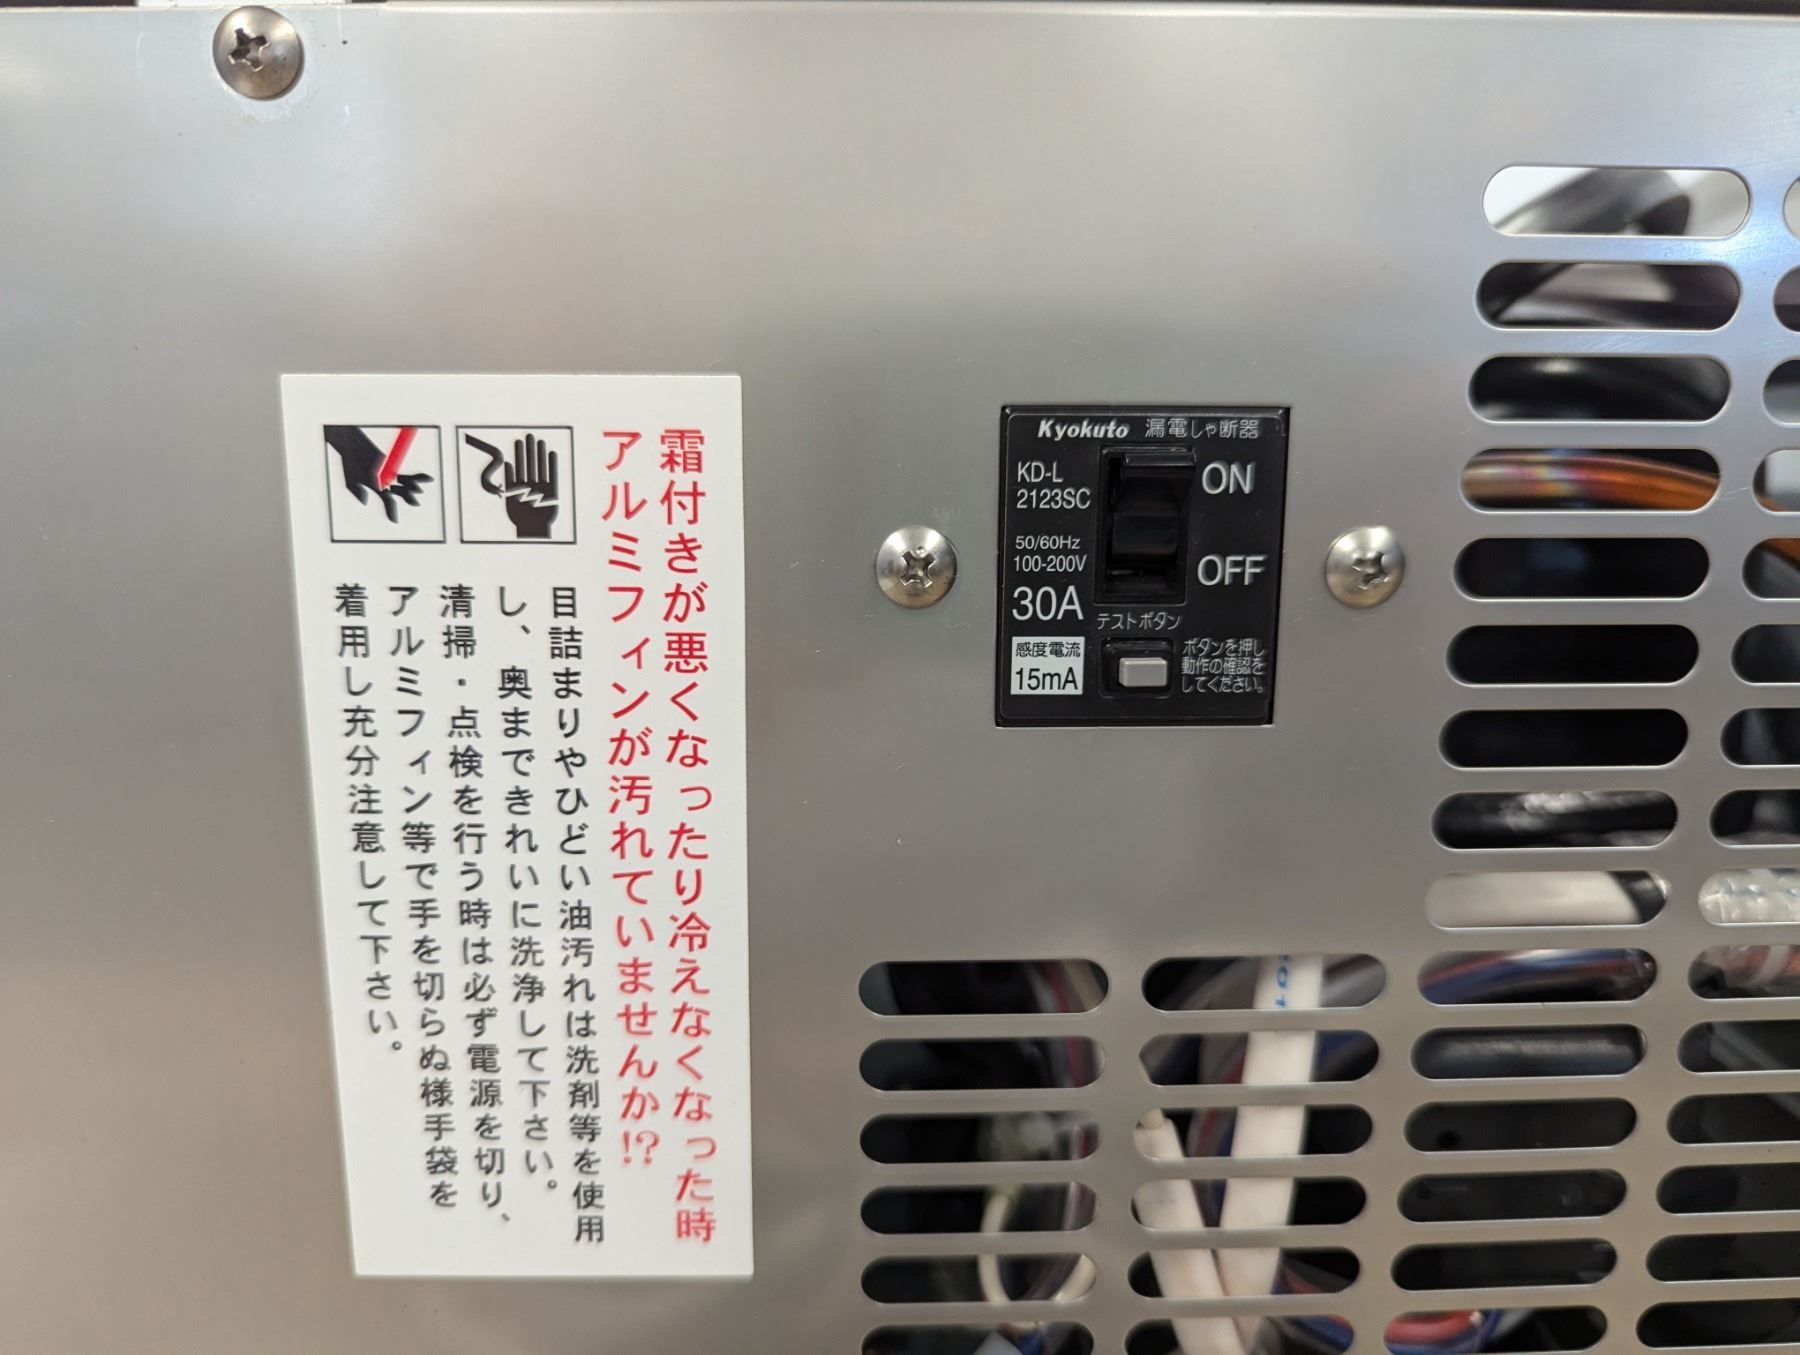 霜付きが悪くなったり冷えなくなった時
アルミフィンが汚れていませんか!?
目詰まりやひどい油汚れは洗剤等を使用
し、奥まできれいに洗浄して下さい。
清掃・点検を行う時は必ず電源を切り、
アルミフィン等で手を切らぬ様手袋を
着用し充分注意して下さい。
Kyokuto 漏電しゃ断器
KD-L
2123SC
ON
50/60Hz
100-200V
OFF
30A
テストボタン
感度電流
15mA
ボタンを押し
動作の確認を
してください。